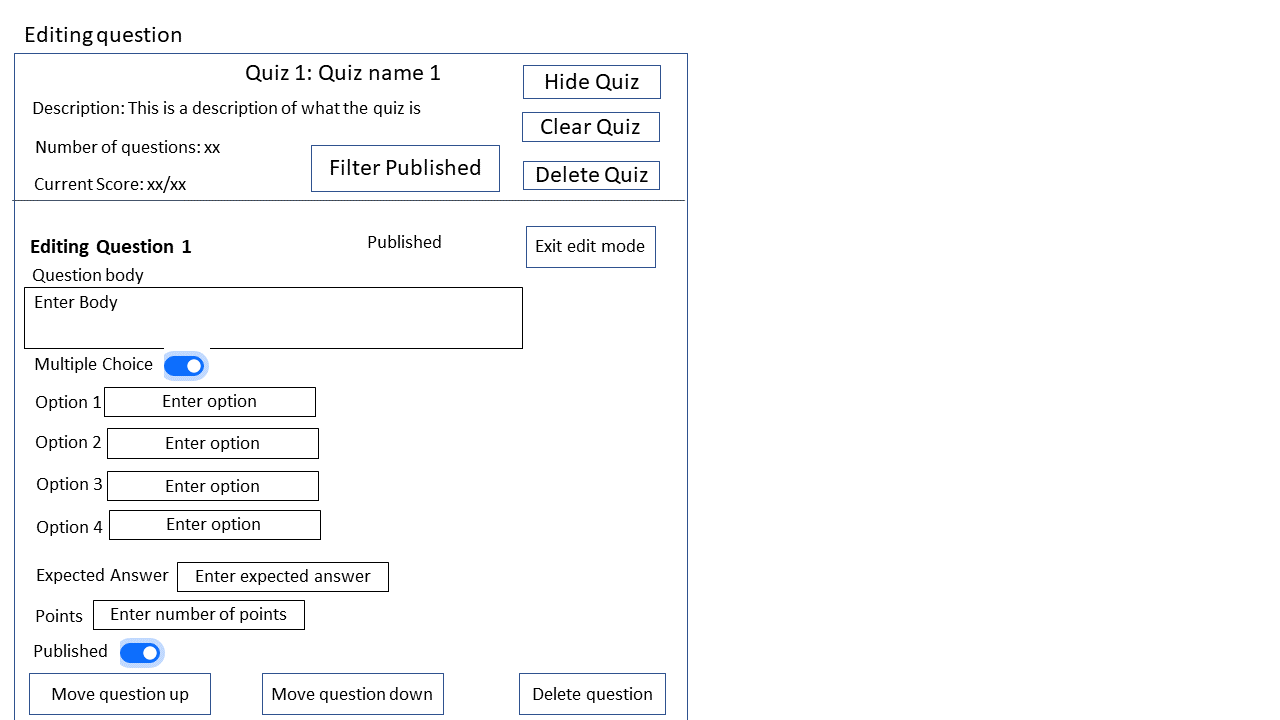 Editing question
Quiz 1: Quiz name 1
Hide Quiz
Description: This is a description of what the quiz is
Clear Quiz
Number of questions: xx
Filter Published
Delete Quiz
Current Score: xx/xx
Editing Question 1
Published
Exit edit mode
Question body
Enter Body
Multiple Choice
Option 1 Enter option
Option 2 Enter option
Option 3 Enter option
Option 4 Enter option
Expected Answer Enter expected answer
Points Enter number of points
Published
Move question up
Move question down
Delete question